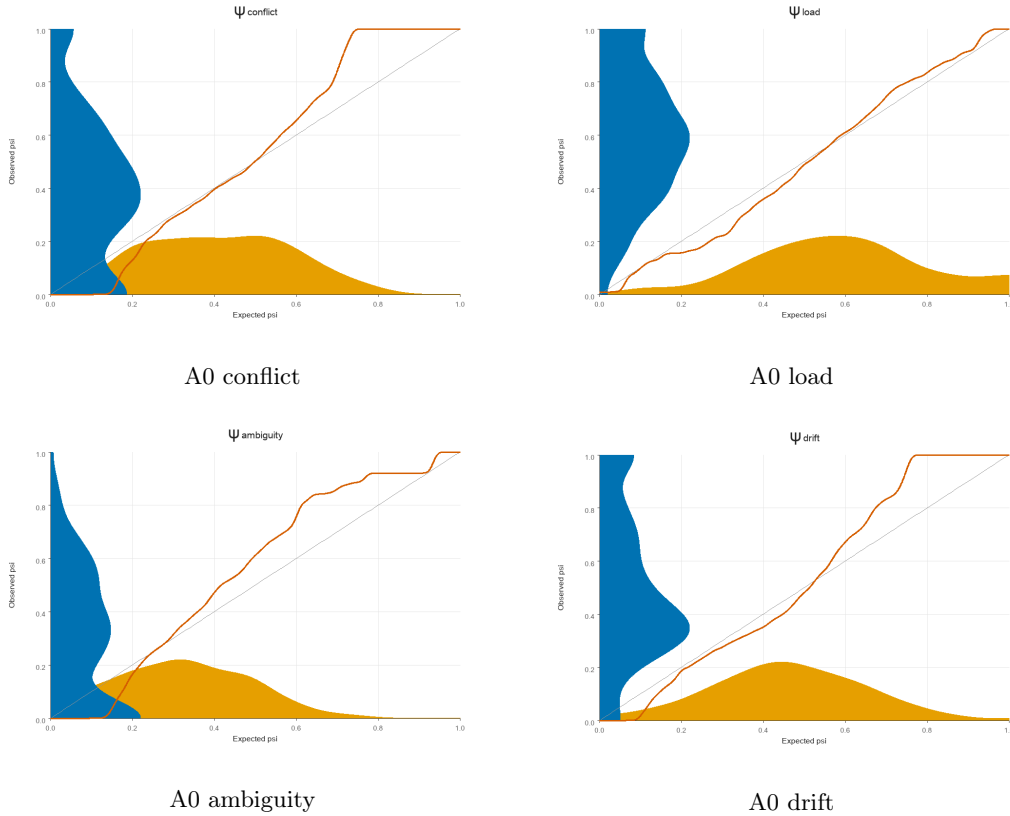 ψ conflict
1.0
0.8
0.6
0.4
0.2
0.0
Observed psi
0.0 0.2 0.4 0.6 0.8 1.0
Expected psi
A0 conflict
ψ load
1.0
0.8
0.6
0.4
0.2
0.0
Observed psi
0.0 0.2 0.4 0.6 0.8 1.
Expected psi
A0 load
ψ ambiguity
1.0
0.8
0.6
0.4
0.2
0.0
Observed psi
0.0 0.2 0.4 0.6 0.8 1.0
Expected psi
A0 ambiguity
ψ drift
1.0
0.8
0.6
0.4
0.2
0.0
Observed psi
0.0 0.2 0.4 0.6 0.8 1.
Expected psi
A0 drift